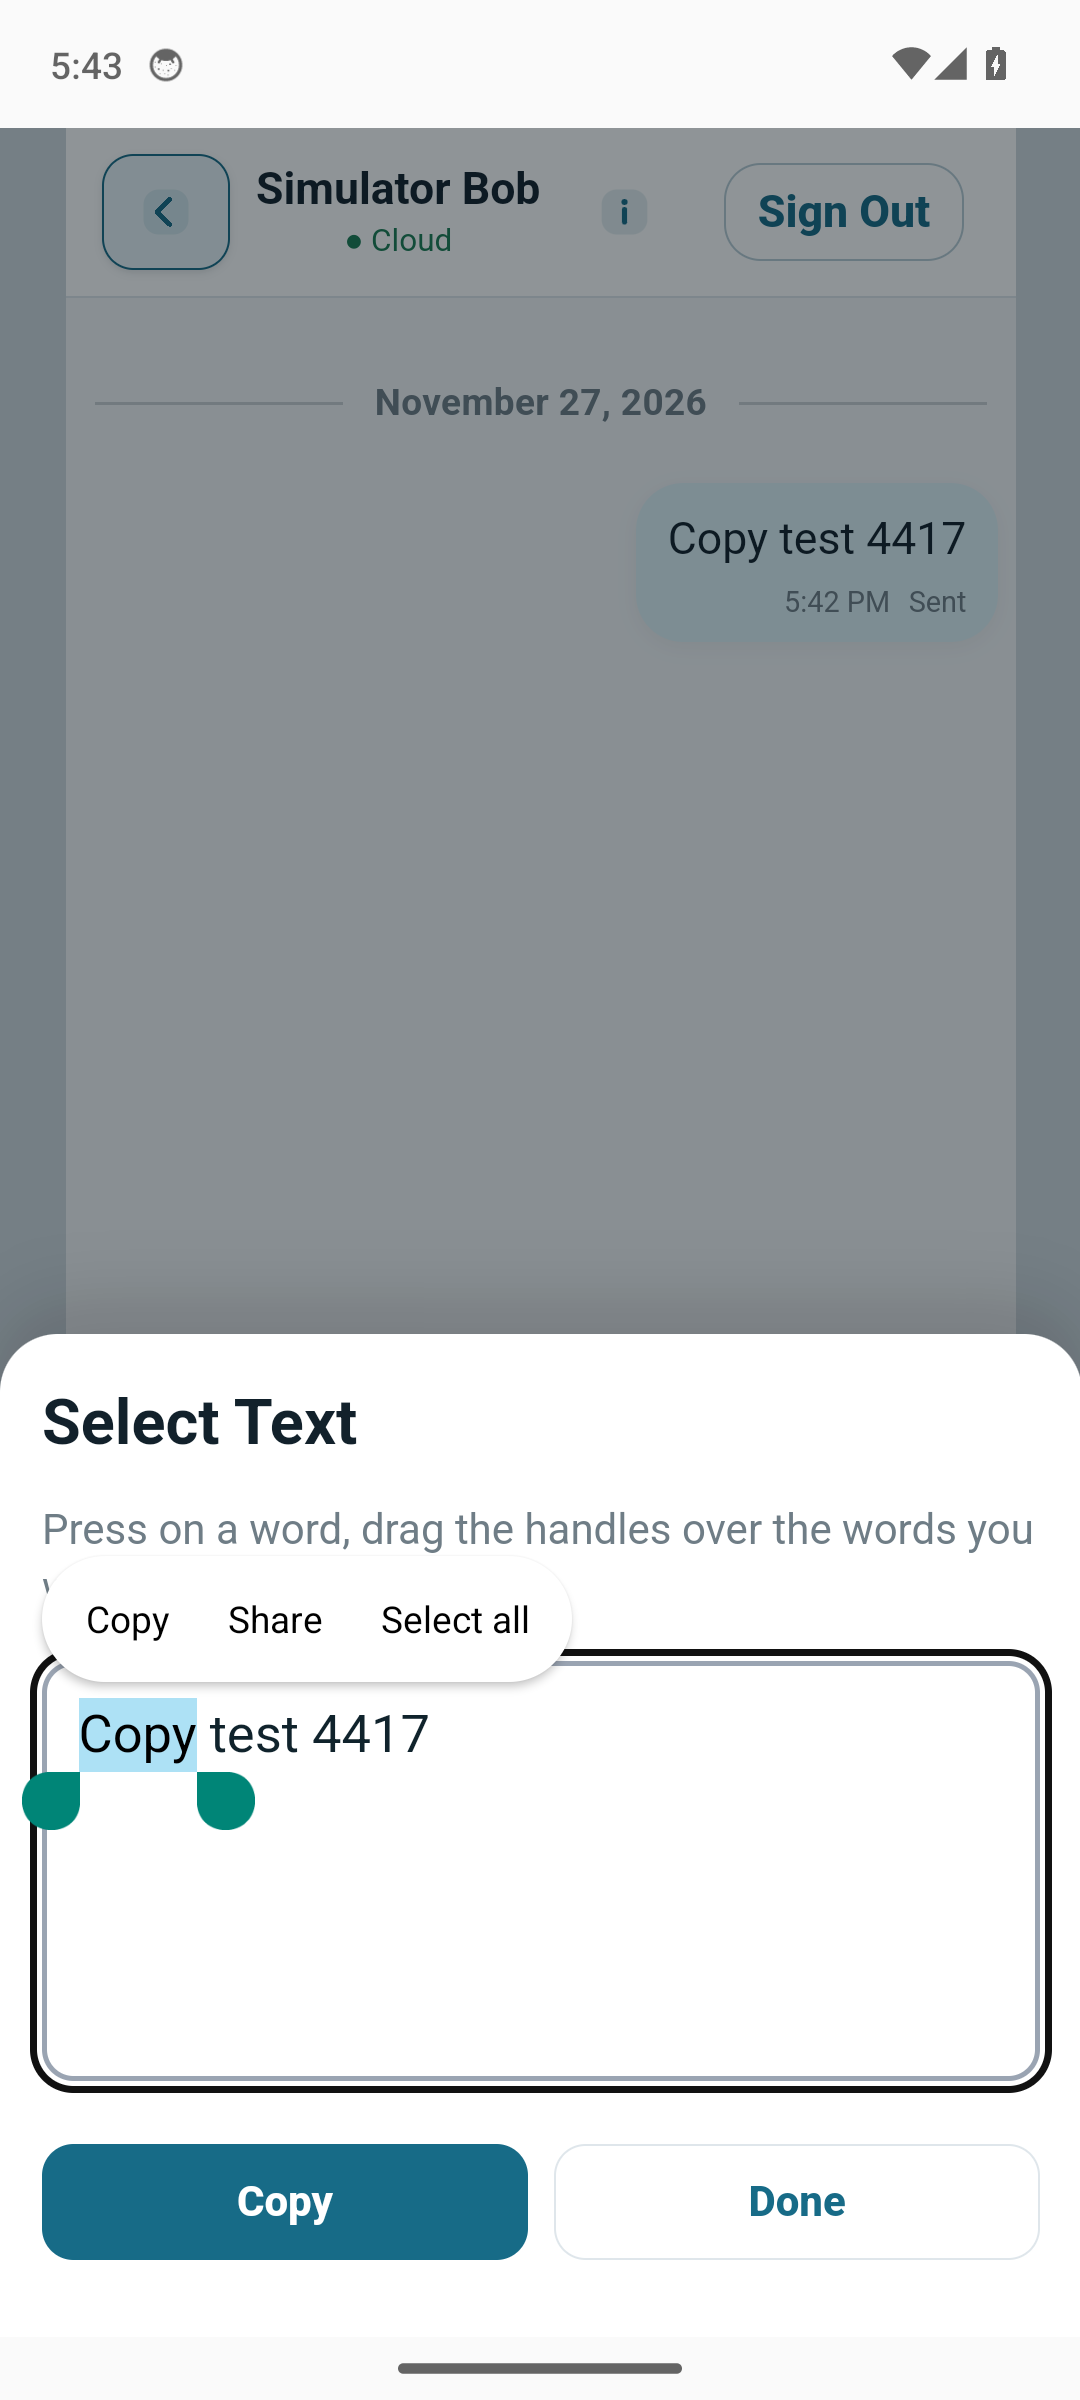 5:43
Simulator Bob
Cloud
Sign Out
November 27, 2026
Copy test 4417
5:42 PM Sent
Select Text
Press on a word, drag the handles over the words you
Copy Share Select all
Copy test 4417
Copy Done